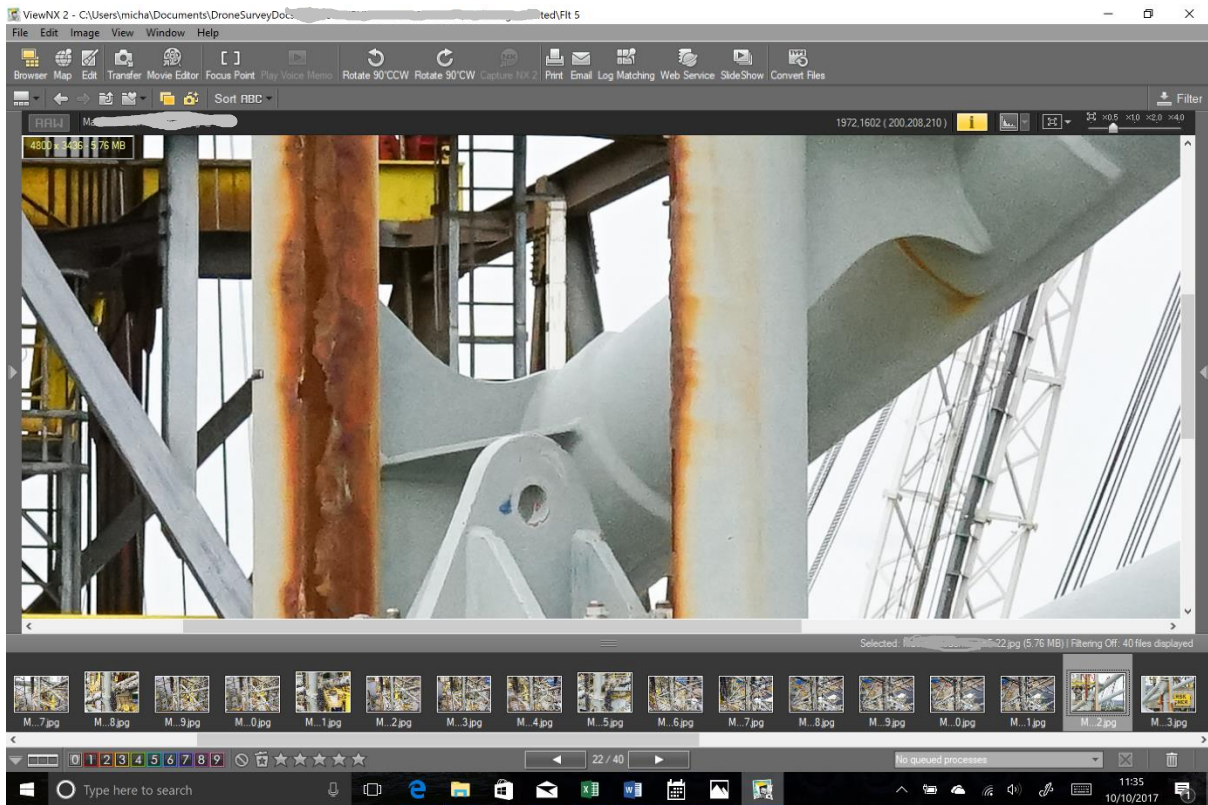 ViewNX 2 - C:\Users\micha\Documents\DroneSurveyDocs ted\Flt 5
File Edit Image View Window Help
Browser Map Edit Transfer Movie Editor Focus Point Play Voice Memo Rotate 90°CCW Rotate 90°CW Capture NX 2 Print Email Log Matching Web Service SlideShow Convert Files
Sort ABC Filter
RAW Ma 1972,1602 ( 200,208,210 ) i x0.5 x1.0 x2.0 x4.0
4800 x 3436 - 5.76 MB
Selected: 22.jpg (5.76 MB) | Filtering Off: 40 files displayed
M...7.jpg M...8.jpg M...9.jpg M...0.jpg M...1.jpg M...2.jpg M...3.jpg M...4.jpg M...5.jpg M...6.jpg M...7.jpg M...8.jpg M...9.jpg M...0.jpg M...1.jpg M...2.jpg M...3.jpg
0 1 2 3 4 5 6 7 8 9 22 / 40 No queued processes
Type here to search 11:35
10/10/2017